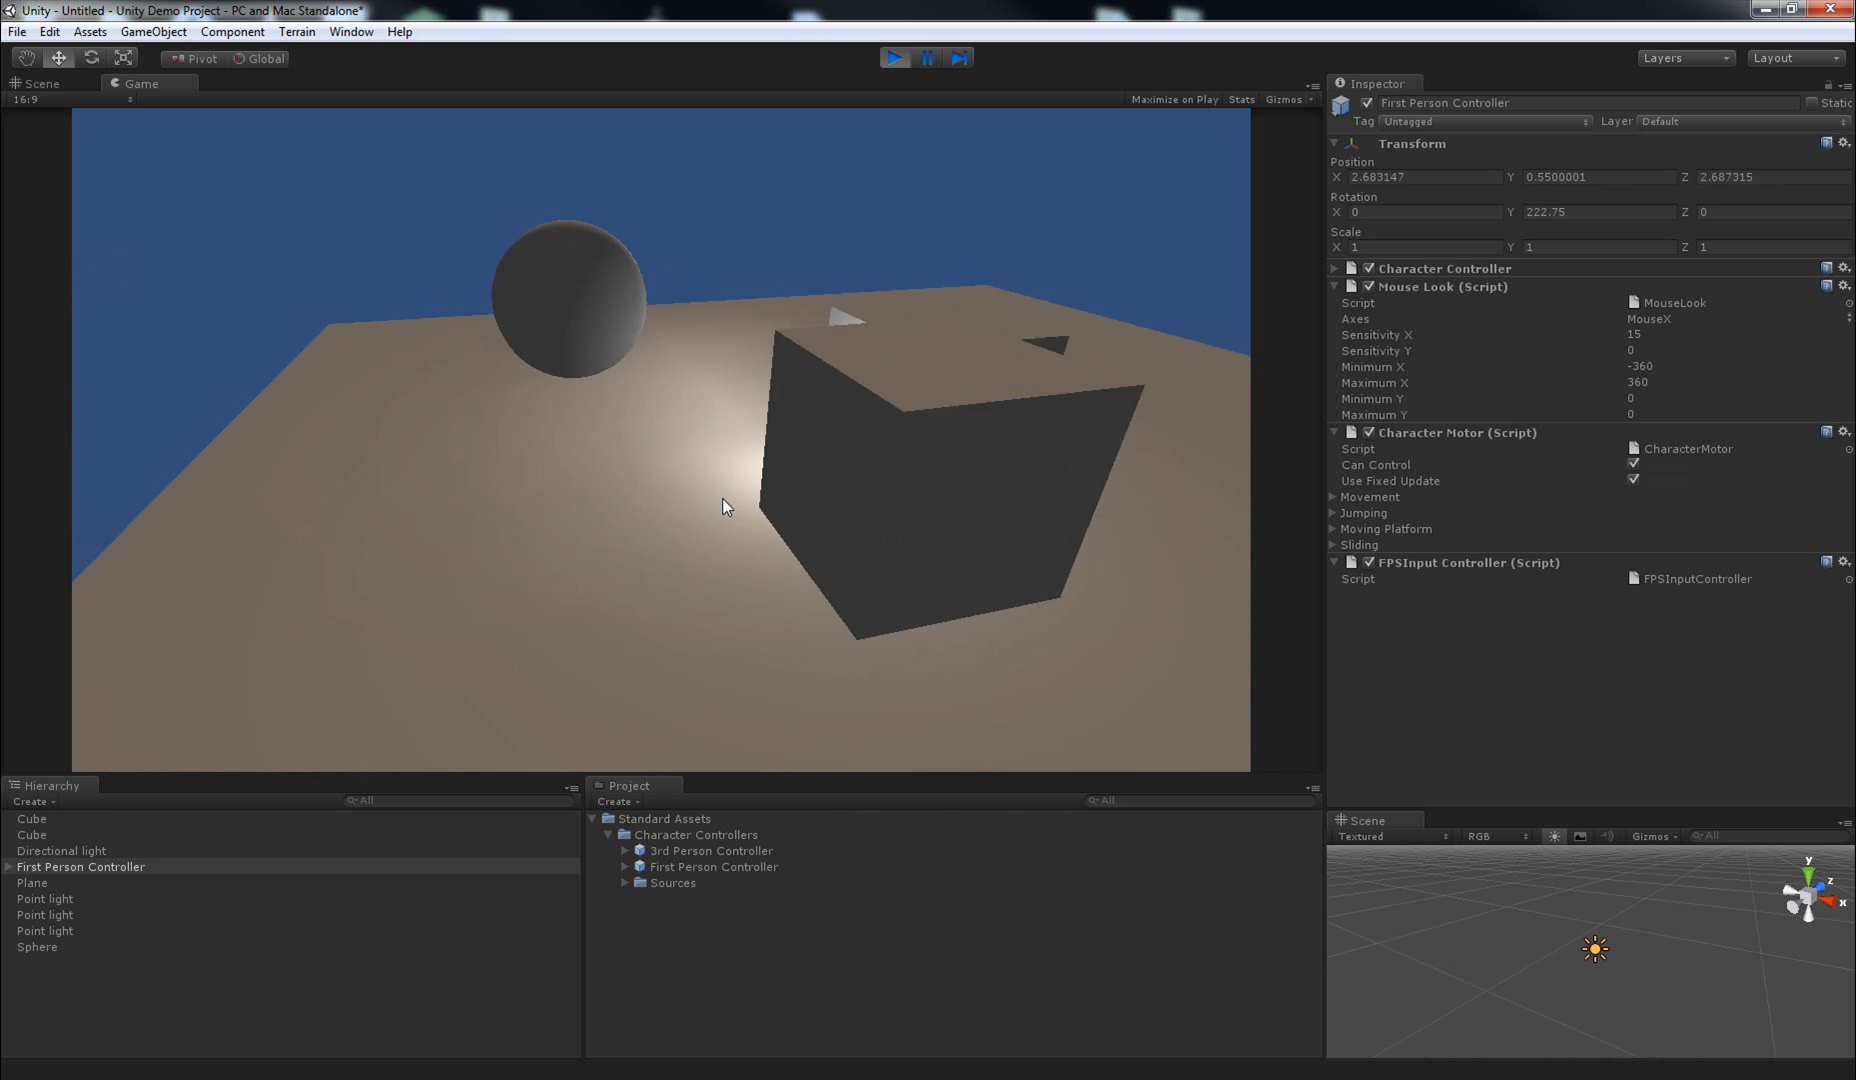 Unity - Untitled - Unity Demo Project - PC and Mac Standalone*
File Edit Assets GameObject Component Terrain Window Help
Pivot Global Layers Layout
Scene Game
16:9 Maximize on Play Stats Gizmos
Inspector
First Person Controller Static
Tag Untagged Layer Default
Transform
Position
X 2.683147 Y 0.5500001 Z 2.687315
Rotation
X 0 Y 222.75 Z 0
Scale
X 1 Y 1 Z 1
Character Controller
Mouse Look (Script)
Script MouseLook
Axes MouseX
Sensitivity X 15
Sensitivity Y 0
Minimum X -360
Maximum X 360
Minimum Y 0
Maximum Y 0
Character Motor (Script)
Script CharacterMotor
Can Control
Use Fixed Update
Movement
Jumping
Moving Platform
Sliding
FPSInput Controller (Script)
Script FPSInputController
Hierarchy
Create All
Cube
Cube
Directional light
First Person Controller
Plane
Point light
Point light
Point light
Sphere
Project
Create All
Standard Assets
Character Controllers
3rd Person Controller
First Person Controller
Sources
Scene
Textured RGB Gizmos All
y
z
x